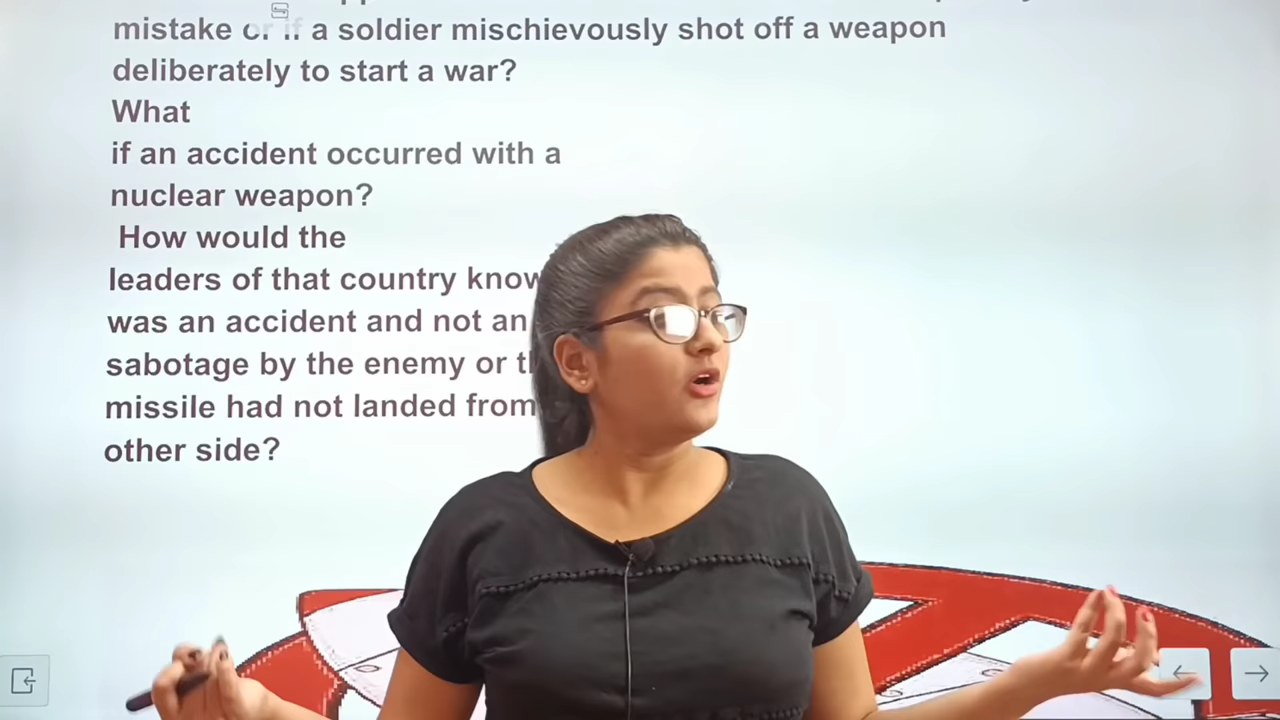 mistake or if a soldier mischievously shot off a weapon
deliberately to start a war?
What
if an accident occurred with a
nuclear weapon?
How would the
leaders of that country know
was an accident and not an
sabotage by the enemy or
missile had not landed from
other side?